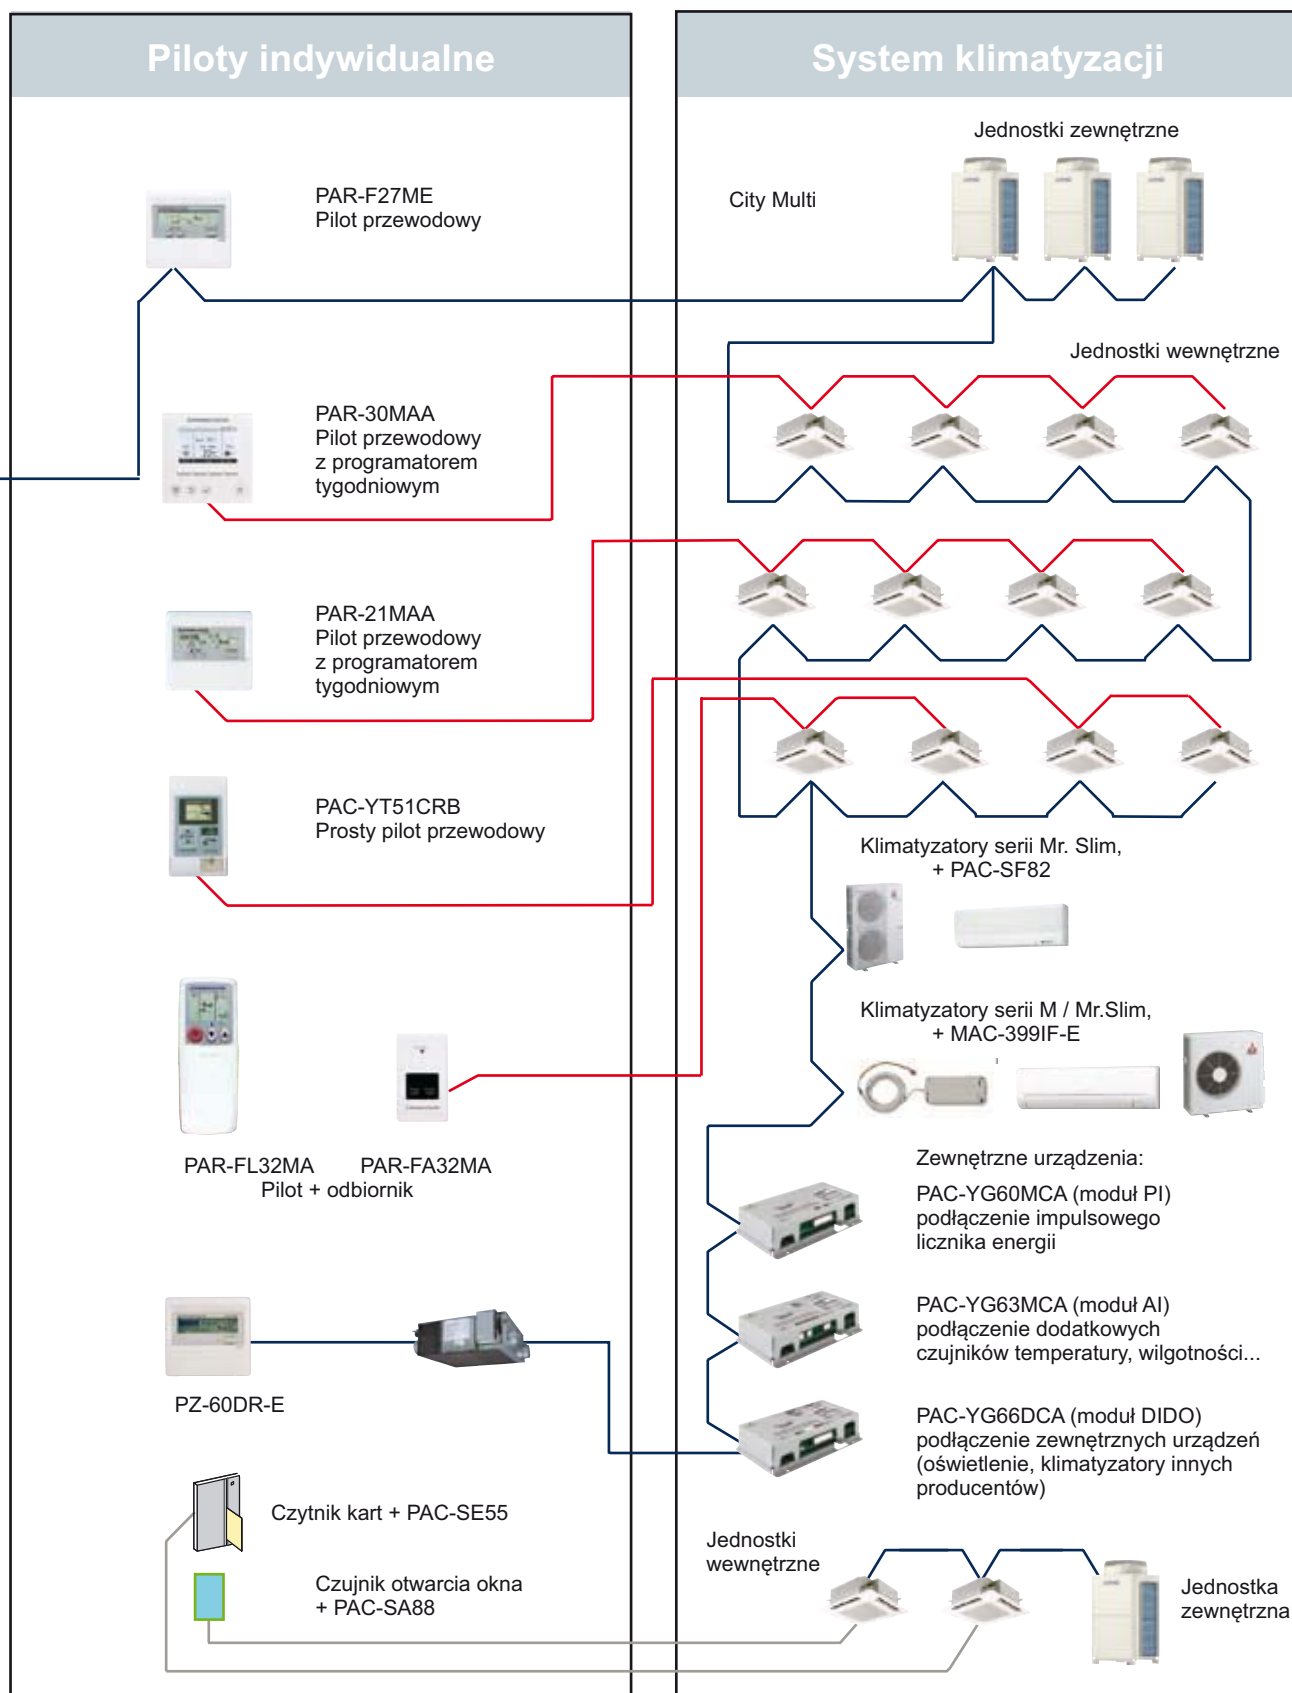 Piloty indywidualne
PAR-F27ME
Pilot przewodowy
PAR-30MAA
Pilot przewodowy
z programatorem
tygodniowym
PAR-21MAA
Pilot przewodowy
z programatorem
tygodniowym
PAC-YT51CRB
Prosty pilot przewodowy
PAR-FL32MA
PAR-FA32MA
Pilot + odbiornik
PZ-60DR-E
Czytnik kart + PAC-SE55
Czujnik otwarcia okna
+ PAC-SA88
System klimatyzacji
Jednostki zewnętrzne
City Multi
Jednostki wewnętrzne
Klimatyzatory serii Mr. Slim,
+ PAC-SF82
Klimatyzatory serii M / Mr.Slim,
+ MAC-399IF-E
Zewnętrzne urządzenia:
PAC-YG60MCA (moduł PI)
podłączenie impulsowego
licznika energii
PAC-YG63MCA (moduł AI)
podłączenie dodatkowych
czujników temperatury, wilgotności...
PAC-YG66DCA (moduł DIDO)
podłączenie zewnętrznych urządzeń
(oświetlenie, klimatyzatory innych
producentów)
Jednostki
wewnętrzne
Jednostka
zewnętrzna